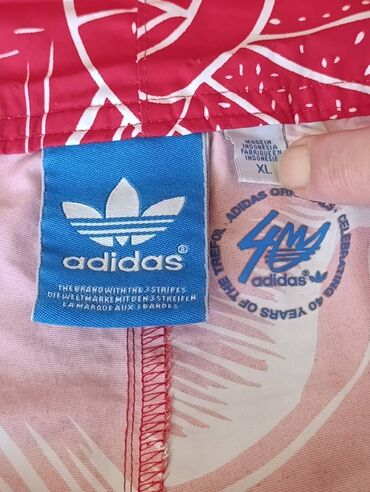 adidas®
THE BRAND WITH THE 3 STRIPES
DIE WELTMARKE MIT DEN 3 STREIFEN
LA MARQUE AUX 3 BANDES
MADE IN
INDONESIA
FABRIQUE EN
INDONESIE
XL
ADIDAS ORIGINALS
CELEBRATING 40 YEARS OF THE TREFOIL
40
adidas